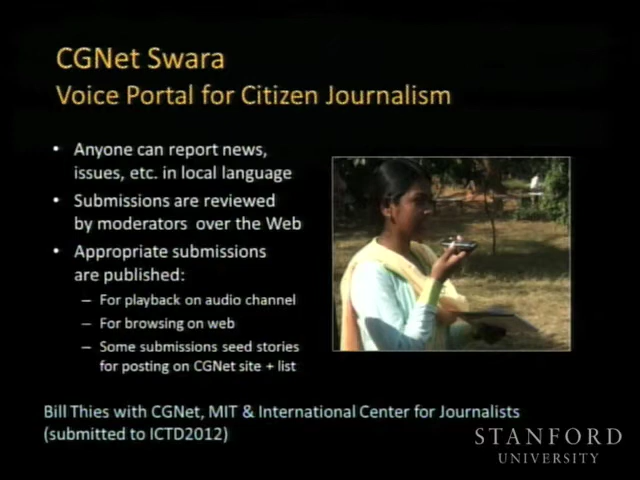 CGNet Swara
Voice Portal for Citizen Journalism
• Anyone can report news,
issues, etc. in local language
• Submissions are reviewed
by moderators over the Web
• Appropriate submissions
are published:
– For playback on audio channel
– For browsing on web
– Some submissions seed stories
for posting on CGNet site + list
Bill Thies with CGNet, MIT & International Center for Journalists
(submitted to ICTD2012)
STANFORD
UNIVERSITY